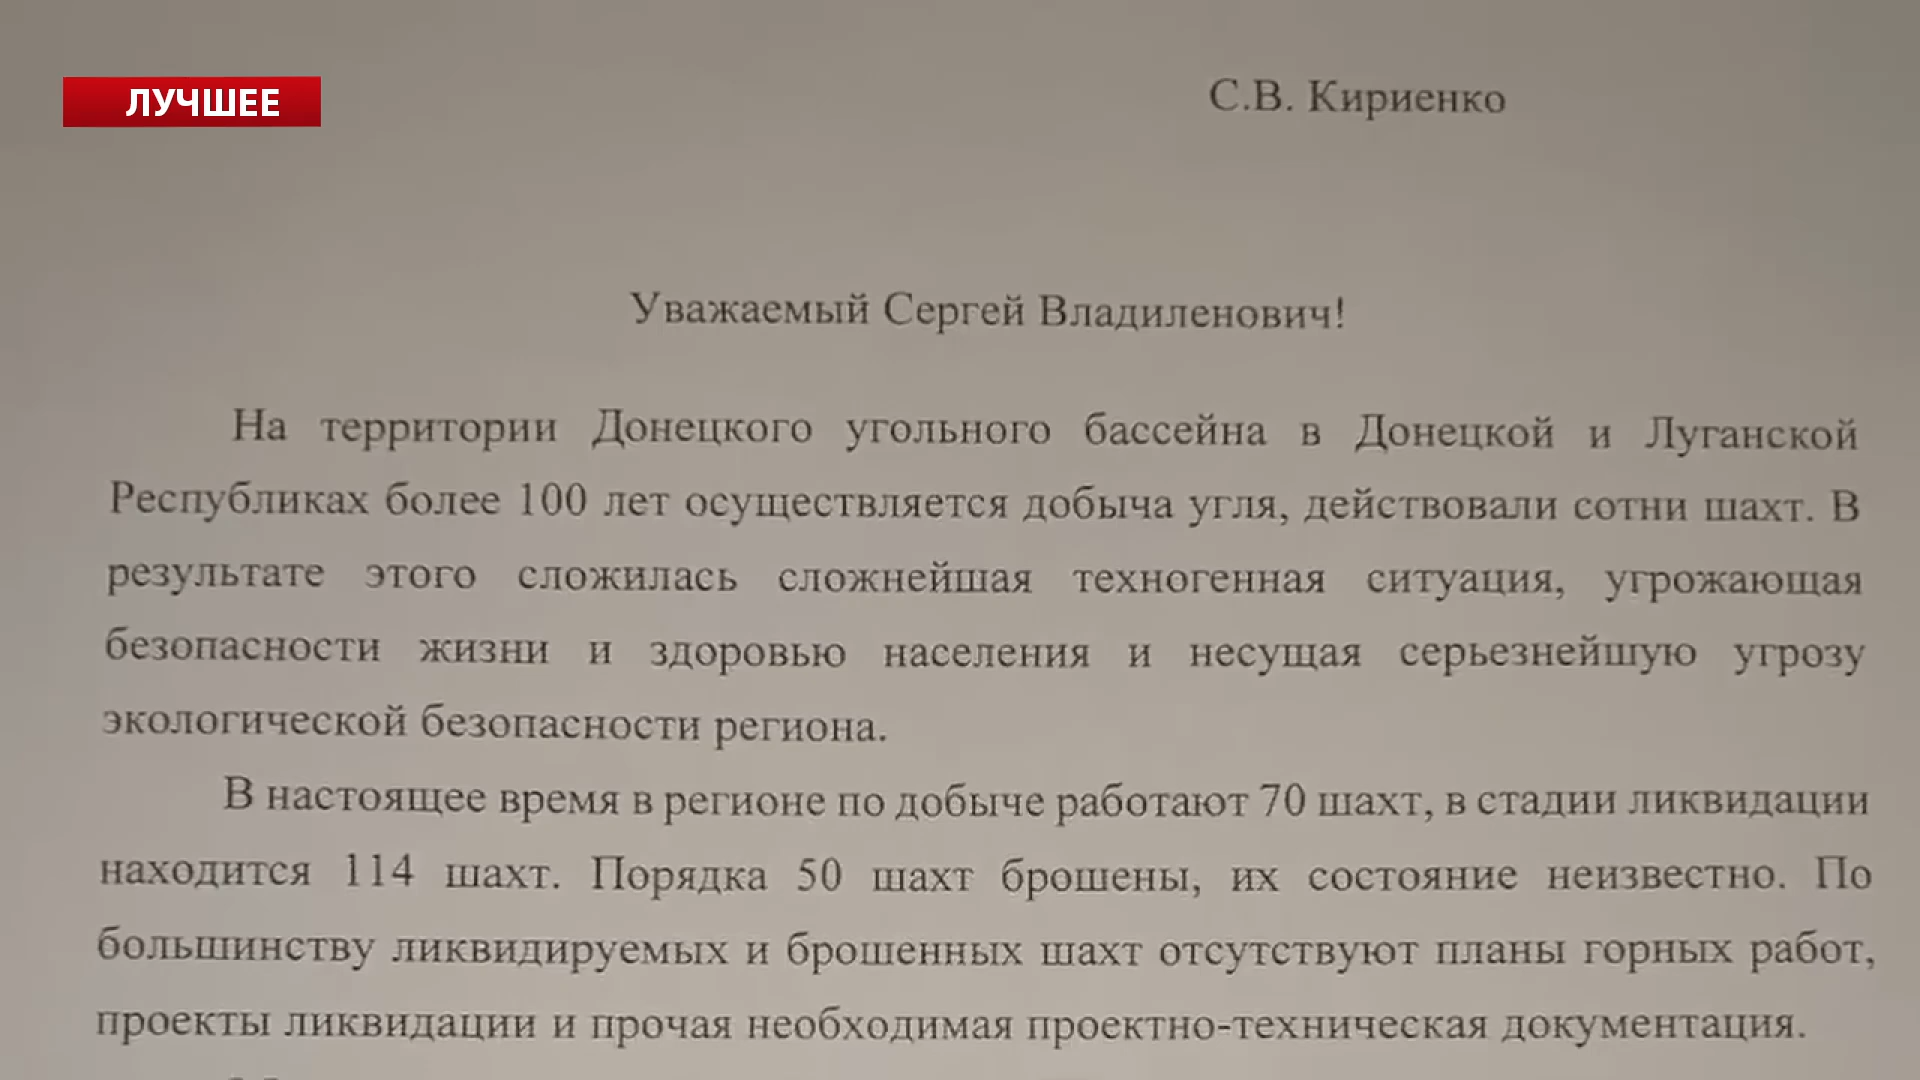 ЛУЧШЕЕ
С.В. Кириенко
Уважаемый Сергей Владиленович!
На территории Донецкого угольного бассейна в Донецкой и Луганской
Республиках более 100 лет осуществляется добыча угля, действовали сотни шахт. В
результате этого сложилась сложнейшая техногенная ситуация, угрожающая
безопасности жизни и здоровью населения и несущая серьезнейшую угрозу
экологической безопасности региона.
В настоящее время в регионе по добыче работают 70 шахт, в стадии ликвидации
находится 114 шахт. Порядка 50 шахт брошены, их состояние неизвестно. По
большинству ликвидируемых и брошенных шахт отсутствуют планы горных работ,
проекты ликвидации и прочая необходимая проектно-техническая документация.